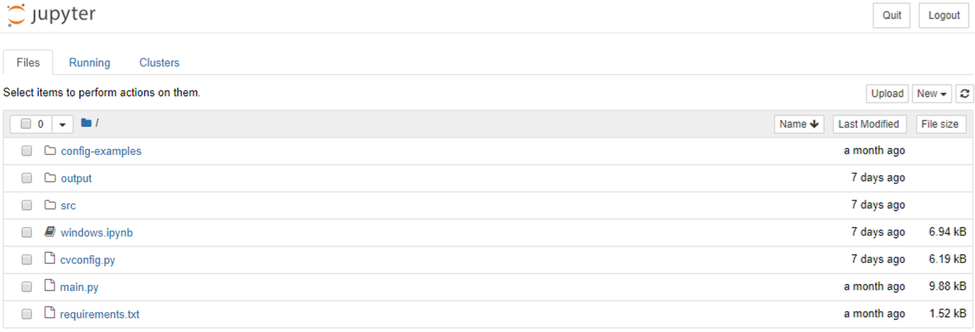 jupyter Quit Logout
Files Running Clusters
Select items to perform actions on them. Upload New
0 / Name Last Modified File size
config-examples a month ago
output 7 days ago
src 7 days ago
windows.ipynb 7 days ago 6.94 kB
cvconfig.py 7 days ago 6.19 kB
main.py a month ago 9.88 kB
requirements.txt a month ago 1.52 kB